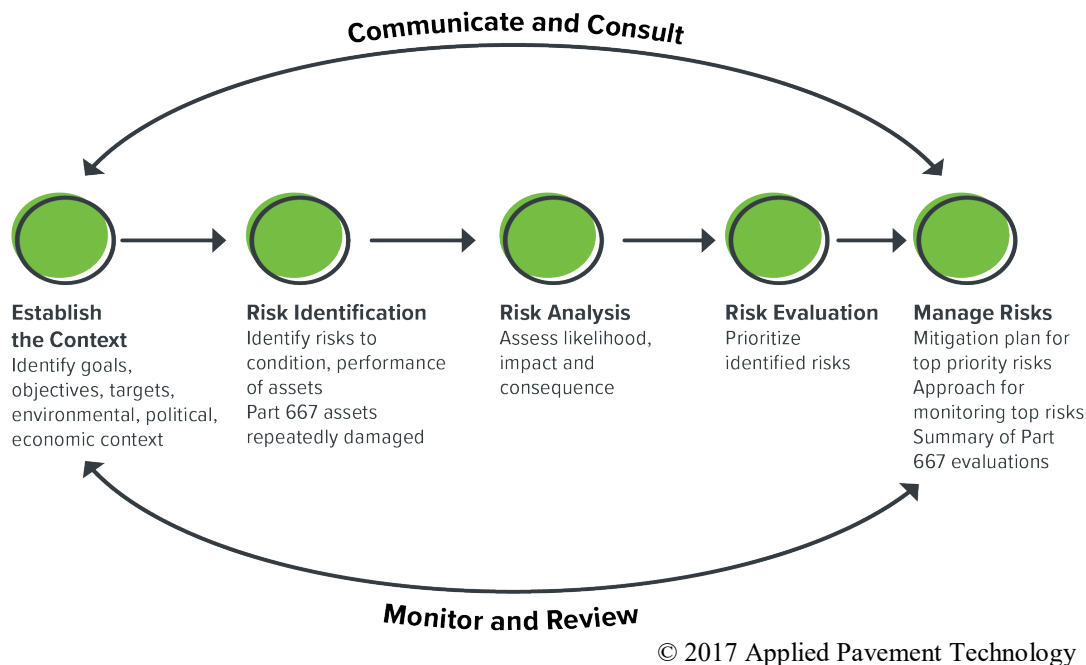 Communicate and Consult
Establish
the Context
Identify goals,
objectives, targets,
environmental, political,
economic context
Risk Identification
Identify risks to
condition, performance
of assets
Part 667 assets
repeatedly damaged
Risk Analysis
Assess likelihood,
impact and
consequence
Risk Evaluation
Prioritize
identified risks
Manage Risks
Mitigation plan for
top priority risks
Approach for
monitoring top risks
Summary of Part
667 evaluations
Monitor and Review
© 2017 Applied Pavement Technology